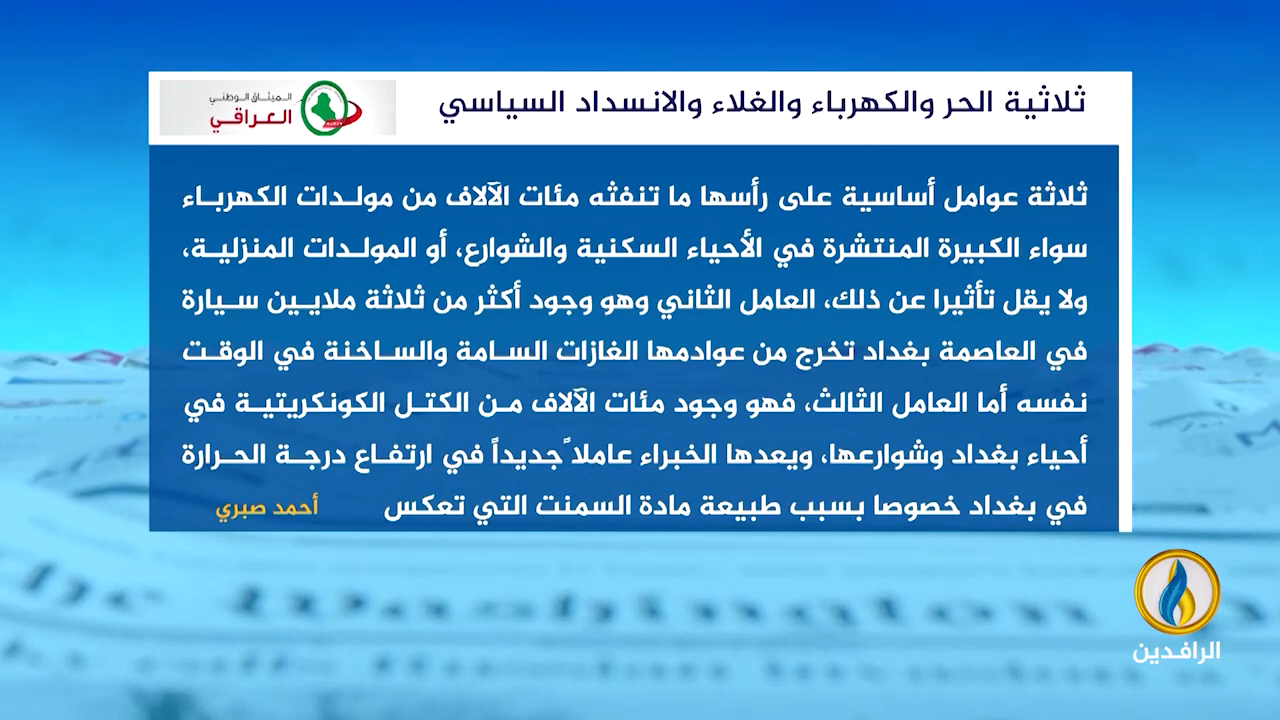 ثلاثية الحر والكهرباء والغلاء والانسداد السياسي
الميثاق الوطني
العراقي
ثلاثة عوامل أساسية على رأسها ما تنفثه مئات الآلاف من مولدات الكهرباء
سواء الكبيرة المنتشرة في الأحياء السكنية والشوارع، أو المولدات المنزلية،
ولا يقل تأثيرا عن ذلك، العامل الثاني وهو وجود أكثر من ثلاثة ملايين سيارة
في العاصمة بغداد تخرج من عوادمها الغازات السامة والساخنة في الوقت
نفسه أما العامل الثالث، فهو وجود مئات الآلاف من الكتل الكونكريتية في
أحياء بغداد وشوارعها، ويعدها الخبراء عاملاً جديداً في ارتفاع درجة الحرارة
في بغداد خصوصا بسبب طبيعة مادة السمنت التي تعكس
أحمد صبري
الرافدين